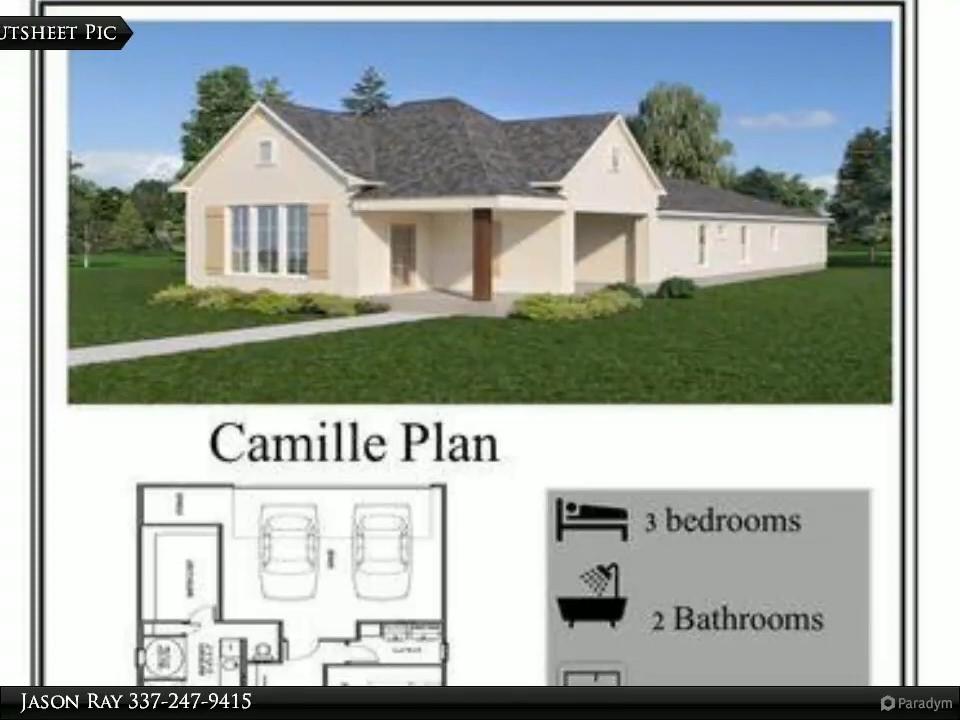 UTSHEET PIC
Camille Plan
3 bedrooms
2 Bathrooms
JASON RAY 337-247-9415
Paradym